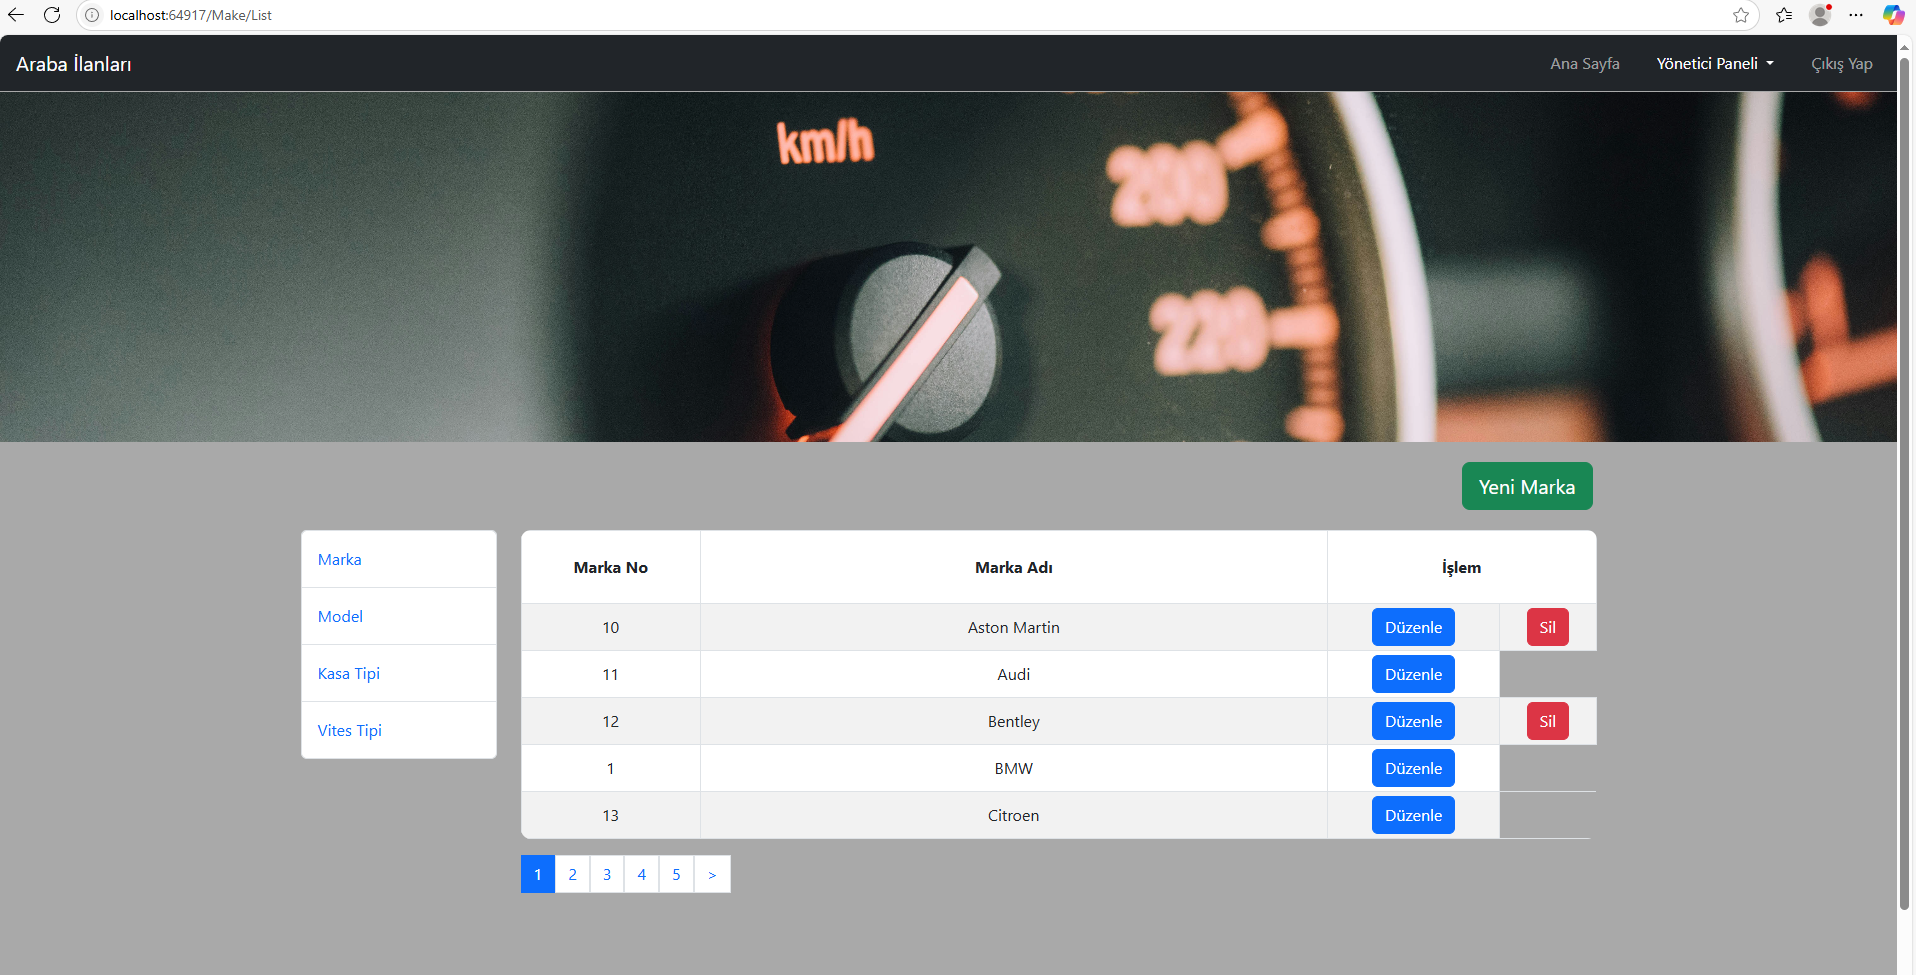 localhost:64917/Make/List
Araba İlanları
Ana Sayfa
Yönetici Paneli
Çıkış Yap
km/h
200
220
Yeni Marka
Marka
Model
Kasa Tipi
Vites Tipi
Marka No Marka Adı İşlem
10 Aston Martin Düzenle Sil
11 Audi Düzenle
12 Bentley Düzenle Sil
1 BMW Düzenle
13 Citroen Düzenle
1 2 3 4 5 >